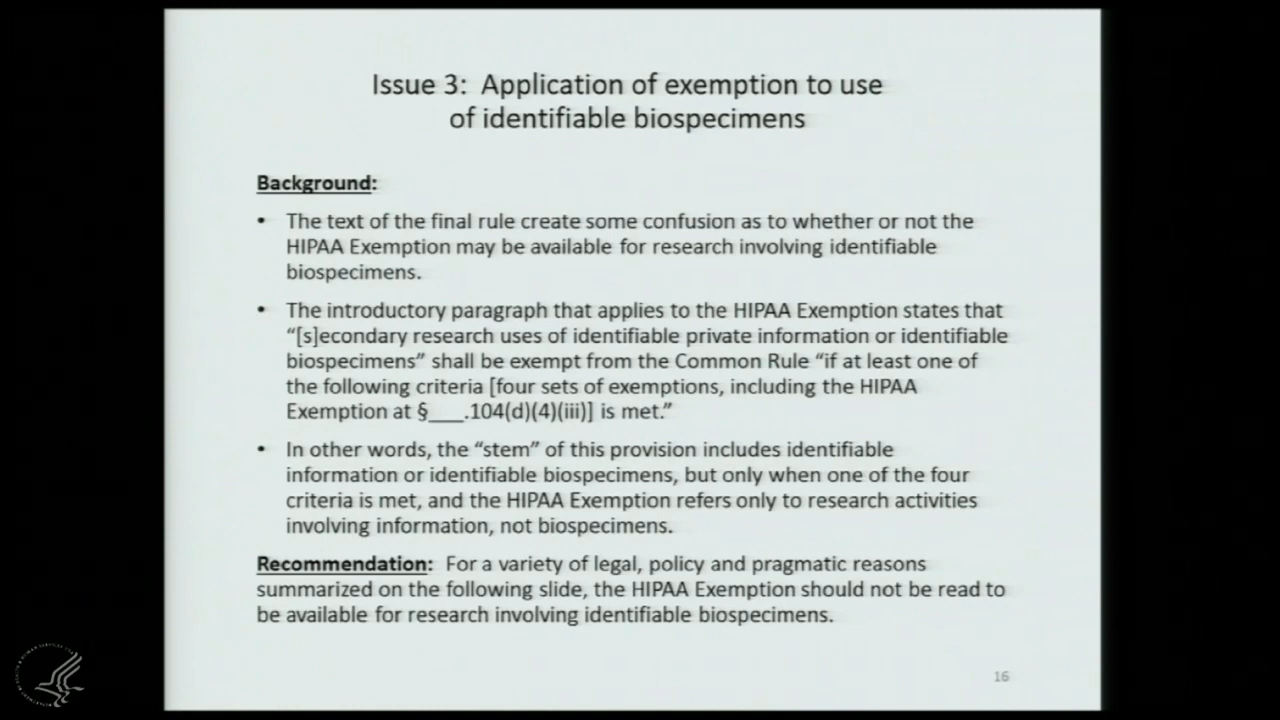 Issue 3: Application of exemption to use
of identifiable biospecimens
Background:
• The text of the final rule create some confusion as to whether or not the
HIPAA Exemption may be available for research involving identifiable
biospecimens.
• The introductory paragraph that applies to the HIPAA Exemption states that
“[s]econdary research uses of identifiable private information or identifiable
biospecimens” shall be exempt from the Common Rule “if at least one of
the following criteria [four sets of exemptions, including the HIPAA
Exemption at §___.104(d)(4)(iii)] is met.”
• In other words, the “stem” of this provision includes identifiable
information or identifiable biospecimens, but only when one of the four
criteria is met, and the HIPAA Exemption refers only to research activities
involving information, not biospecimens.
Recommendation: For a variety of legal, policy and pragmatic reasons
summarized on the following slide, the HIPAA Exemption should not be read to
be available for research involving identifiable biospecimens.
16